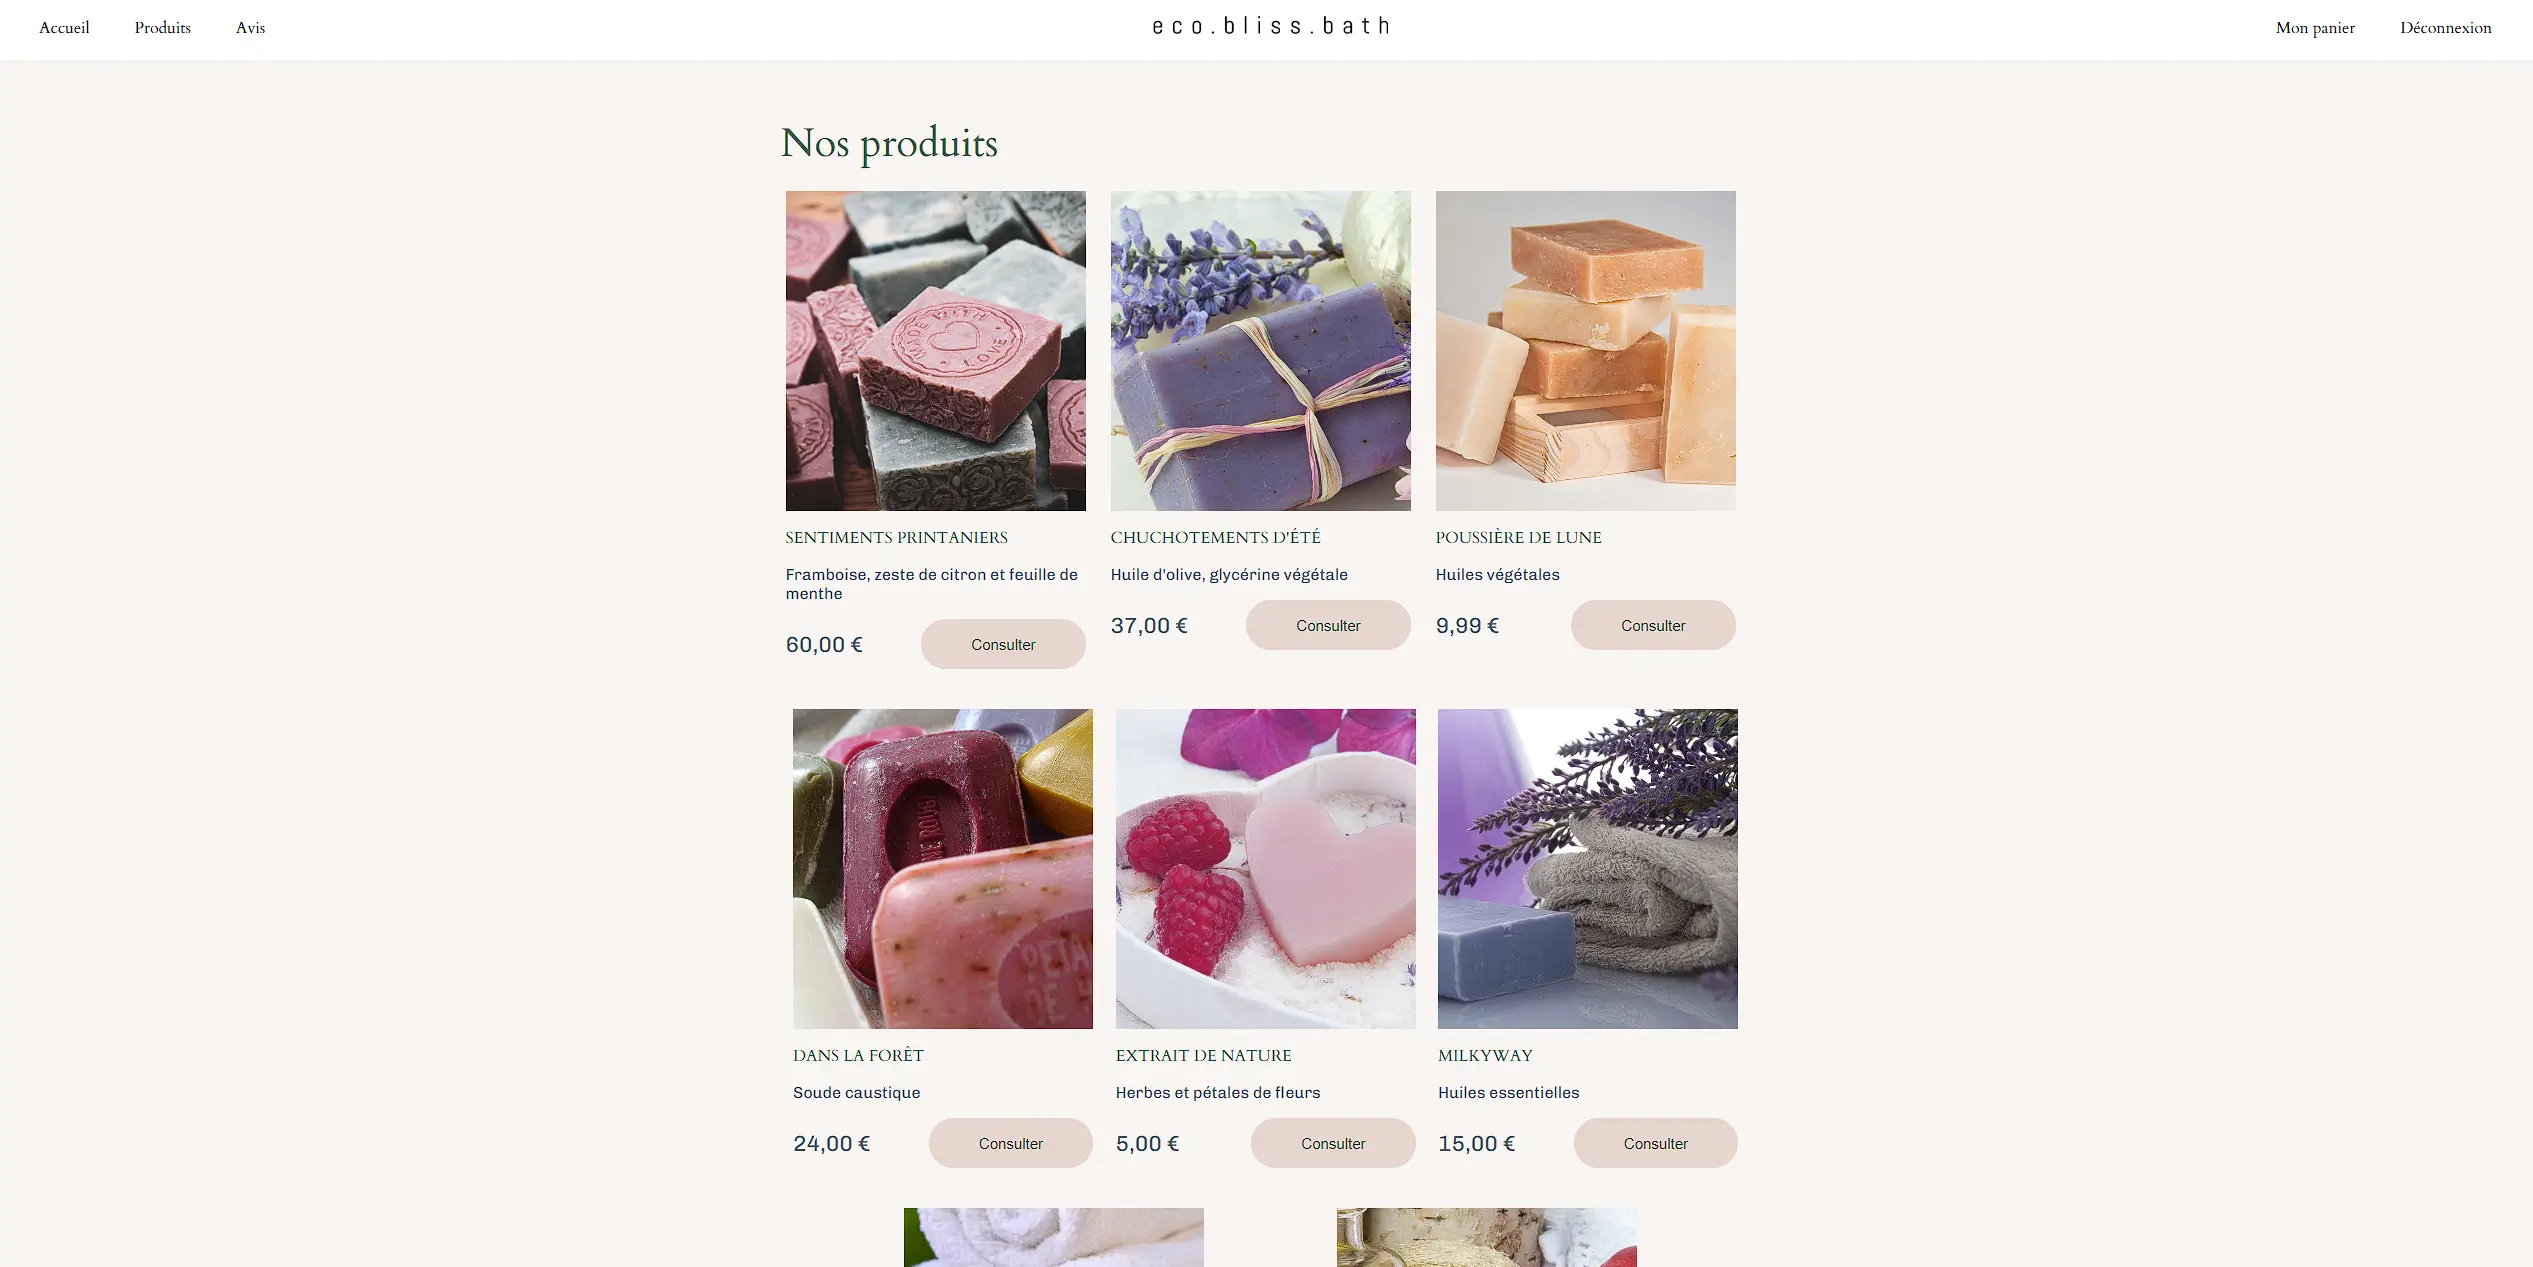 Accueil Produits Avis eco.bliss.bath Mon panier Déconnexion
Nos produits
MADE WITH LOVE
SENTIMENTS PRINTANIERS
Framboise, zeste de citron et feuille de
menthe
60,00 € Consulter
CHUCHOTEMENTS D'ÉTÉ
Huile d'olive, glycérine végétale
37,00 € Consulter
POUSSIÈRE DE LUNE
Huiles végétales
9,99 € Consulter
DANS LA FORÊT
Soude caustique
24,00 € Consulter
EXTRAIT DE NATURE
Herbes et pétales de fleurs
5,00 € Consulter
MILKYWAY
Huiles essentielles
15,00 € Consulter